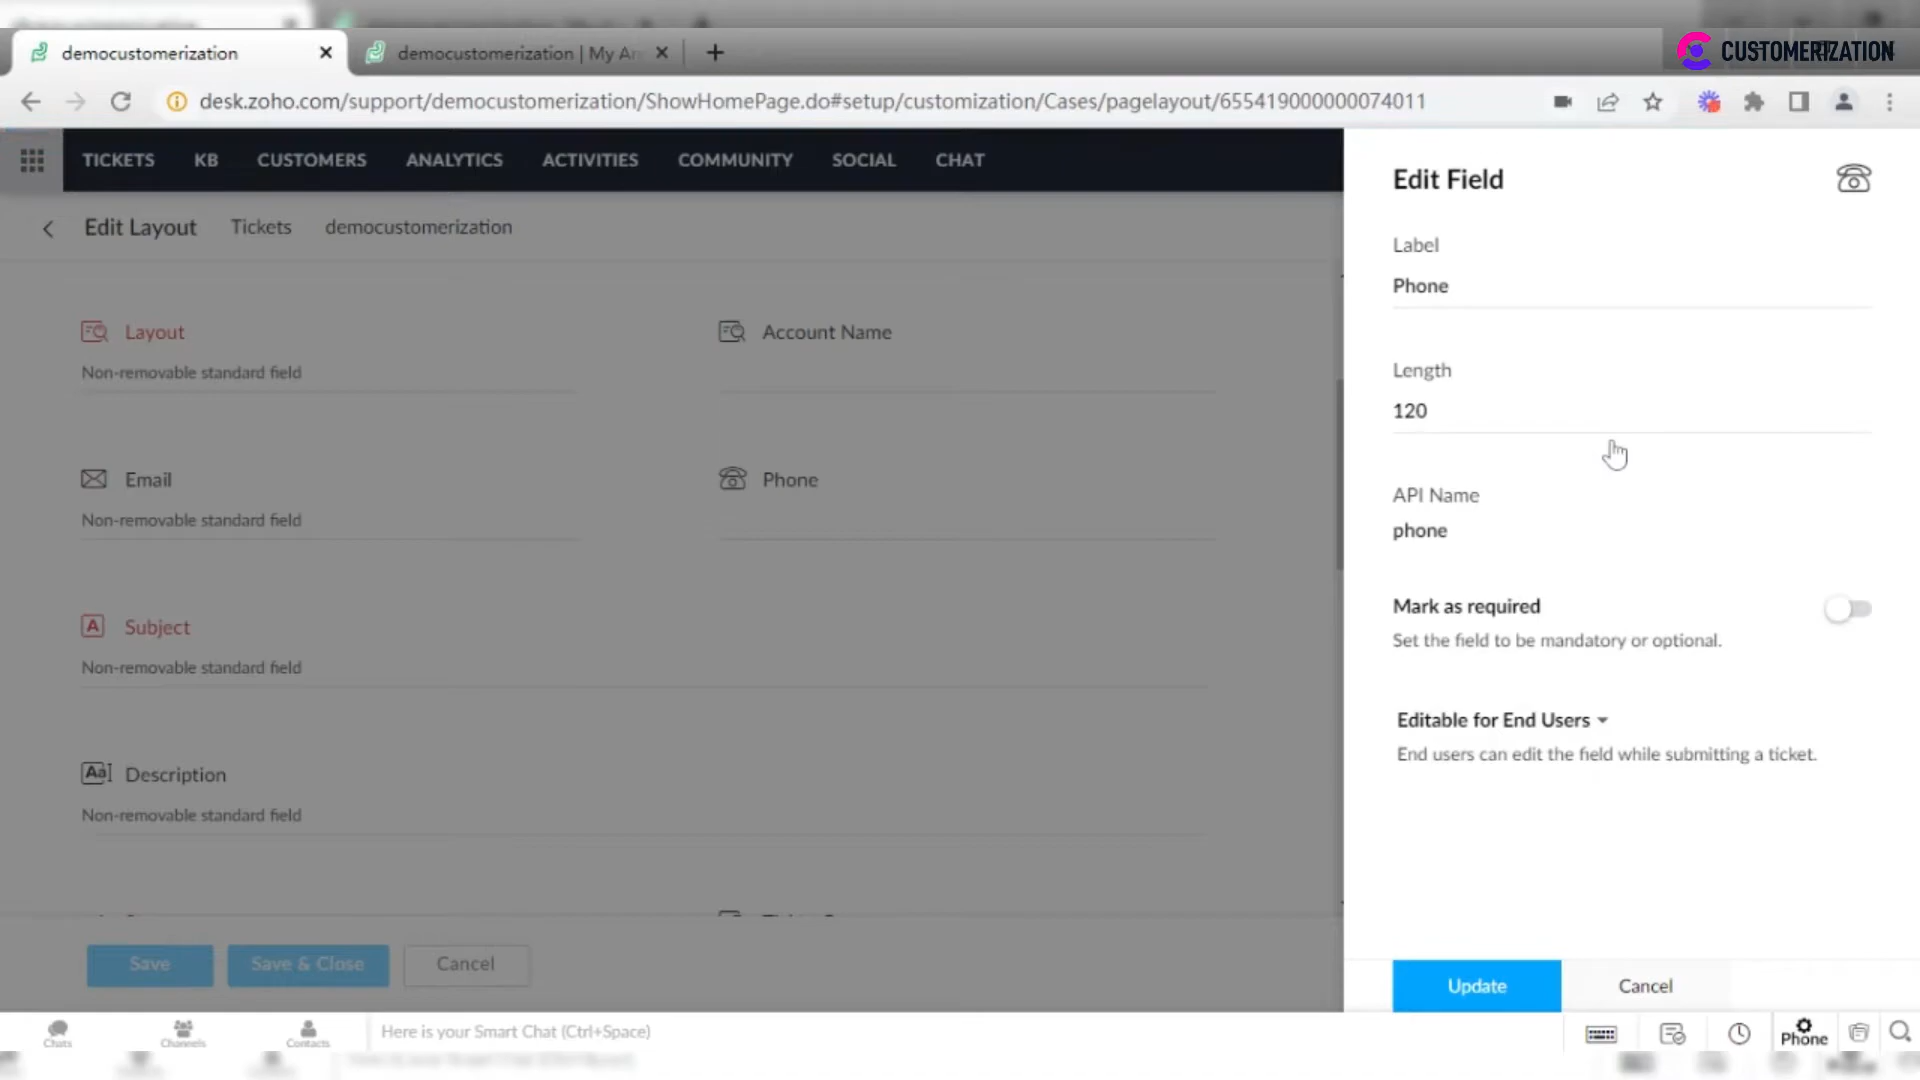 democustomerization
democustomerization | My Ar
CUSTOMERIZATION
desk.zoho.com/support/democustomerization/ShowHomePage.do#setup/customization/Cases/pagelayout/655419000000074011
TICKETS KB CUSTOMERS ANALYTICS ACTIVITIES COMMUNITY SOCIAL CHAT
Edit Layout Tickets democustomerization
Layout
Non-removable standard field
Account Name
Email
Non-removable standard field
Phone
Subject
Non-removable standard field
Description
Non-removable standard field
Save Save & Close Cancel
Edit Field
Label
Phone
Length
120
API Name
phone
Mark as required
Set the field to be mandatory or optional.
Editable for End Users
End users can edit the field while submitting a ticket.
Update Cancel
Chats Channels Contacts
Here is your Smart Chat (Ctrl+Space)
Phone